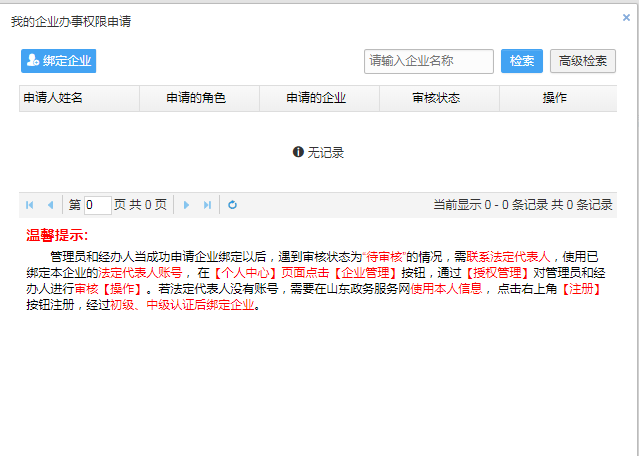 我的企业办事权限申请
绑定企业 请输入企业名称 检索 高级检索
申请人姓名 申请的角色 申请的企业 审核状态 操作
无记录
第 0 页 共 0 页 当前显示 0 - 0 条记录 共 0 条记录
温馨提示:
管理员和经办人当成功申请企业绑定以后，遇到审核状态为“待审核”的情况，需联系法定代表人，使用已
绑定本企业的法定代表人账号， 在【个人中心】页面点击【企业管理】按钮，通过【授权管理】对管理员和经
办人进行审核【操作】。若法定代表人没有账号，需要在山东政务服务网使用本人信息， 点击右上角【注册】
按钮注册，经过初级、中级认证后绑定企业。